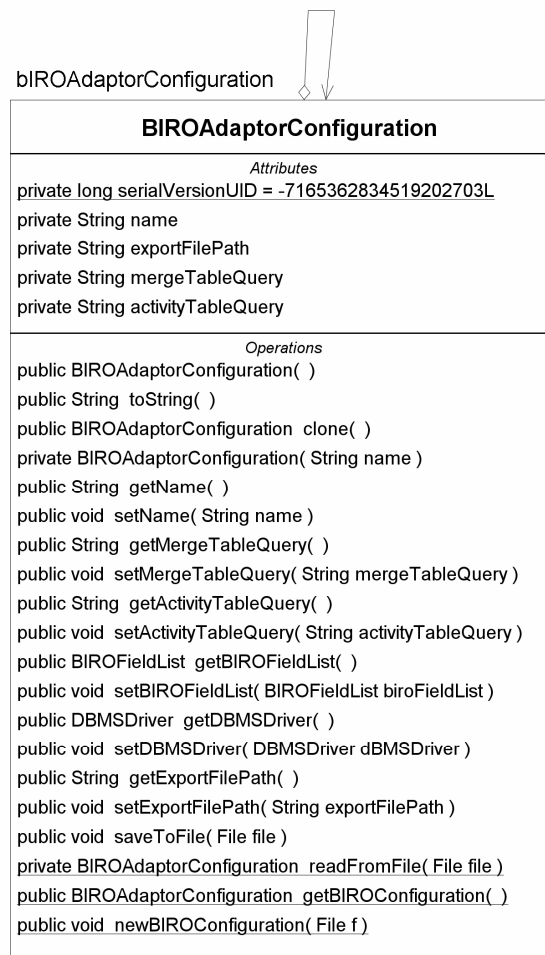 bIROAdaptorConfiguration
BIROAdaptorConfiguration
Attributes
private long serialVersionUID = -7165362834519202703L
private String name
private String exportFilePath
private String mergeTableQuery
private String activityTableQuery
Operations
public BIROAdaptorConfiguration( )
public String toString( )
public BIROAdaptorConfiguration clone( )
private BIROAdaptorConfiguration( String name )
public String getName( )
public void setName( String name )
public String getMergeTableQuery( )
public void setMergeTableQuery( String mergeTableQuery )
public String getActivityTableQuery( )
public void setActivityTableQuery( String activityTableQuery )
public BIROFieldList getBIROFieldList( )
public void setBIROFieldList( BIROFieldList biroFieldList )
public DBMSDriver getDBMSDriver( )
public void setDBMSDriver( DBMSDriver dBMSDriver )
public String getExportFilePath( )
public void setExportFilePath( String exportFilePath )
public void saveToFile( File file )
private BIROAdaptorConfiguration readFromFile( File file )
public BIROAdaptorConfiguration getBIROConfiguration( )
public void newBIROConfiguration( File f )